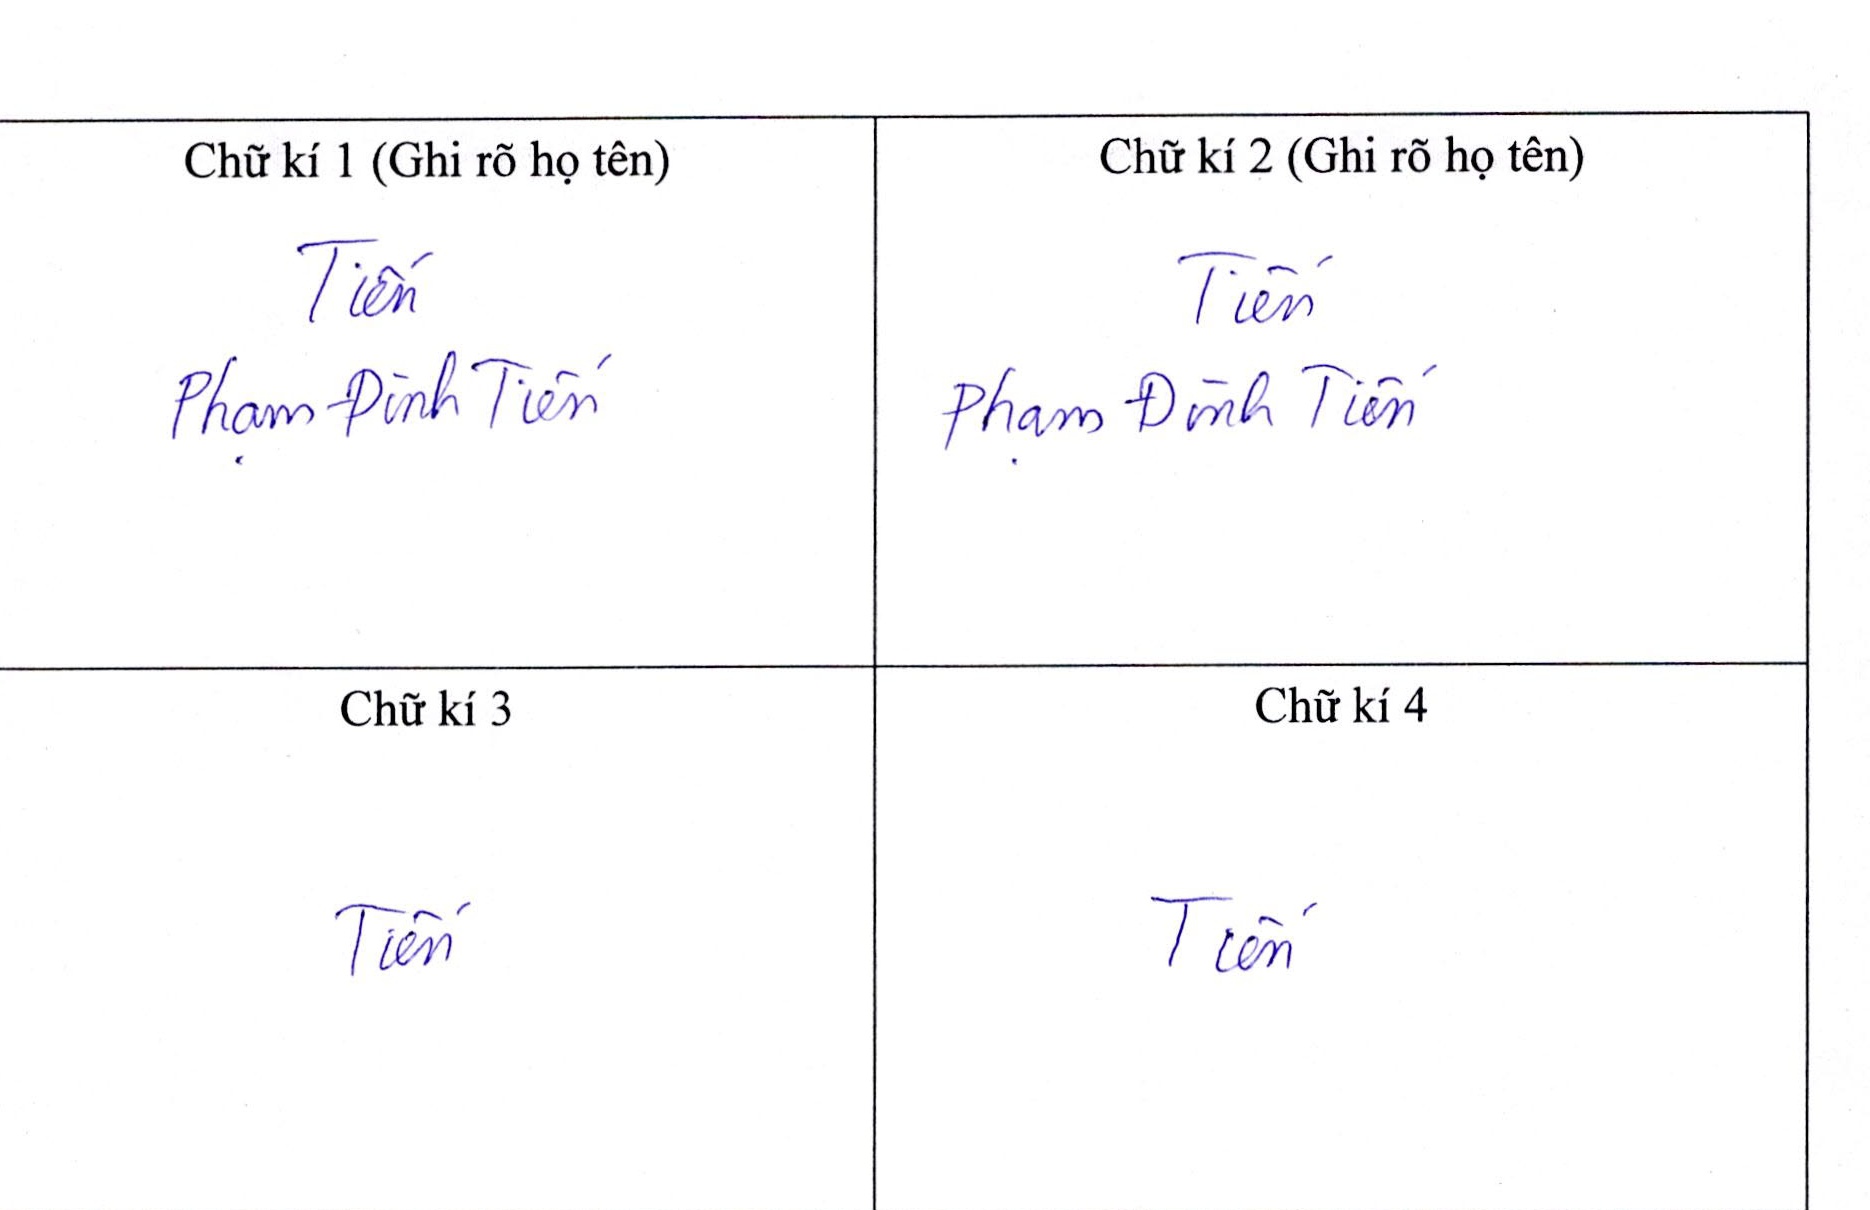 Chữ kí 1 (Ghi rõ họ tên)
Tiến
Phạm Đình Tiến
Chữ kí 2 (Ghi rõ họ tên)
Tiến
Phạm Đình Tiến
Chữ kí 3
Tiến
Chữ kí 4
Tiến